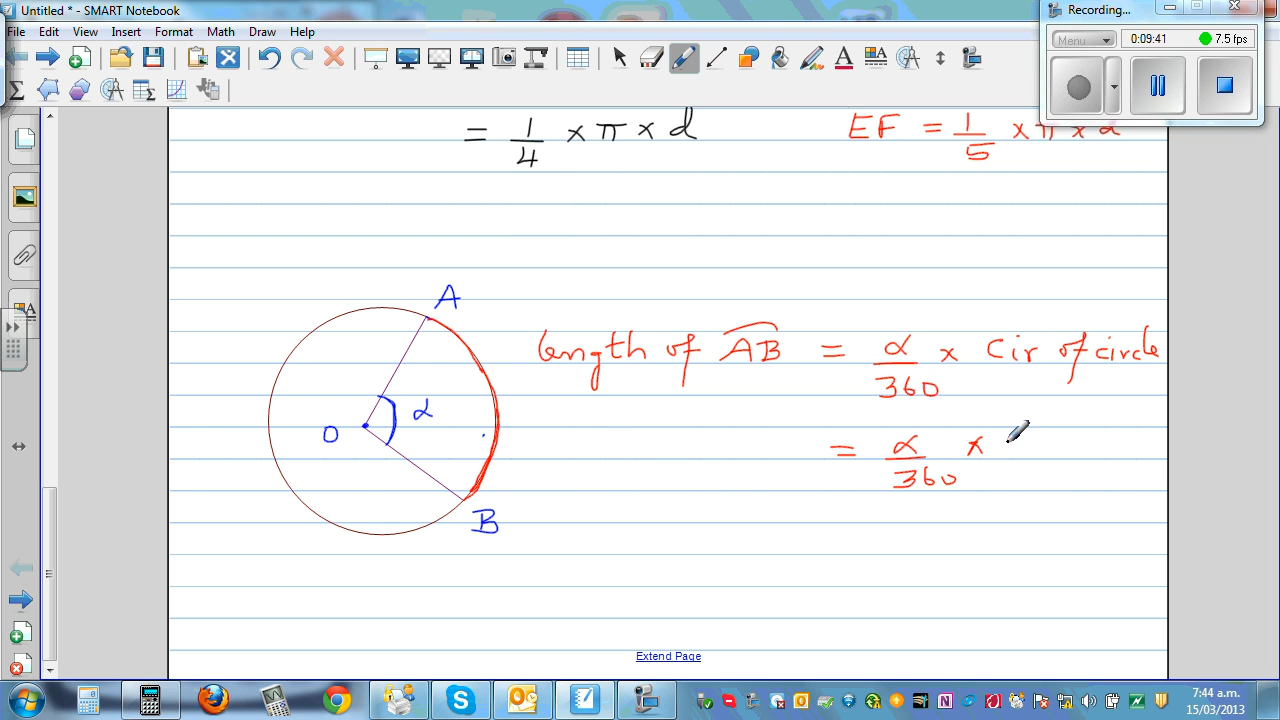 Untitled * - SMART Notebook
Recording...
File Edit View Insert Format Math Draw Help
Menu 00:09:41 7.5 fps
= 1/4 × π × d
EF = 1/5 × π × d
A
length of AB = α/360 × Cir of circle
α
O
= α/360 ×
B
Extend Page
7:44 a.m.
15/03/2013